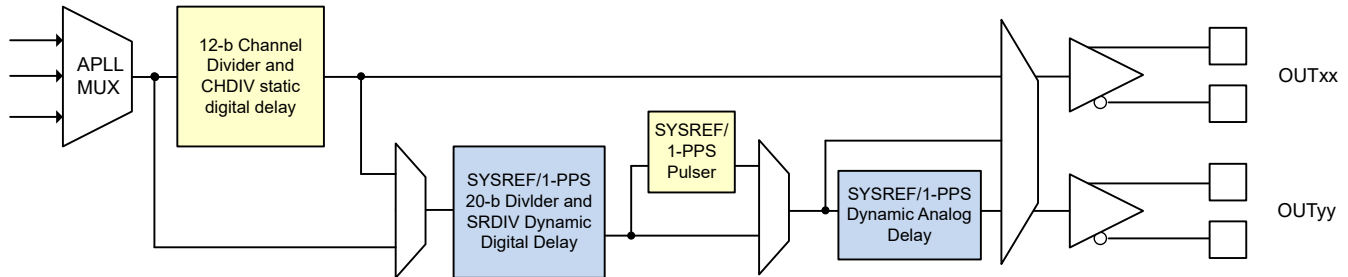 APLL
MUX
12-b Channel
Divider and
CHDIV static
digital delay
SYSREF/1-PPS
20-b Divider and
SRDIV Dynamic
Digital Delay
SYSREF/
1-PPS
Pulser
SYSREF/1-PPS
Dynamic Analog
Delay
OUTxx
OUTyy